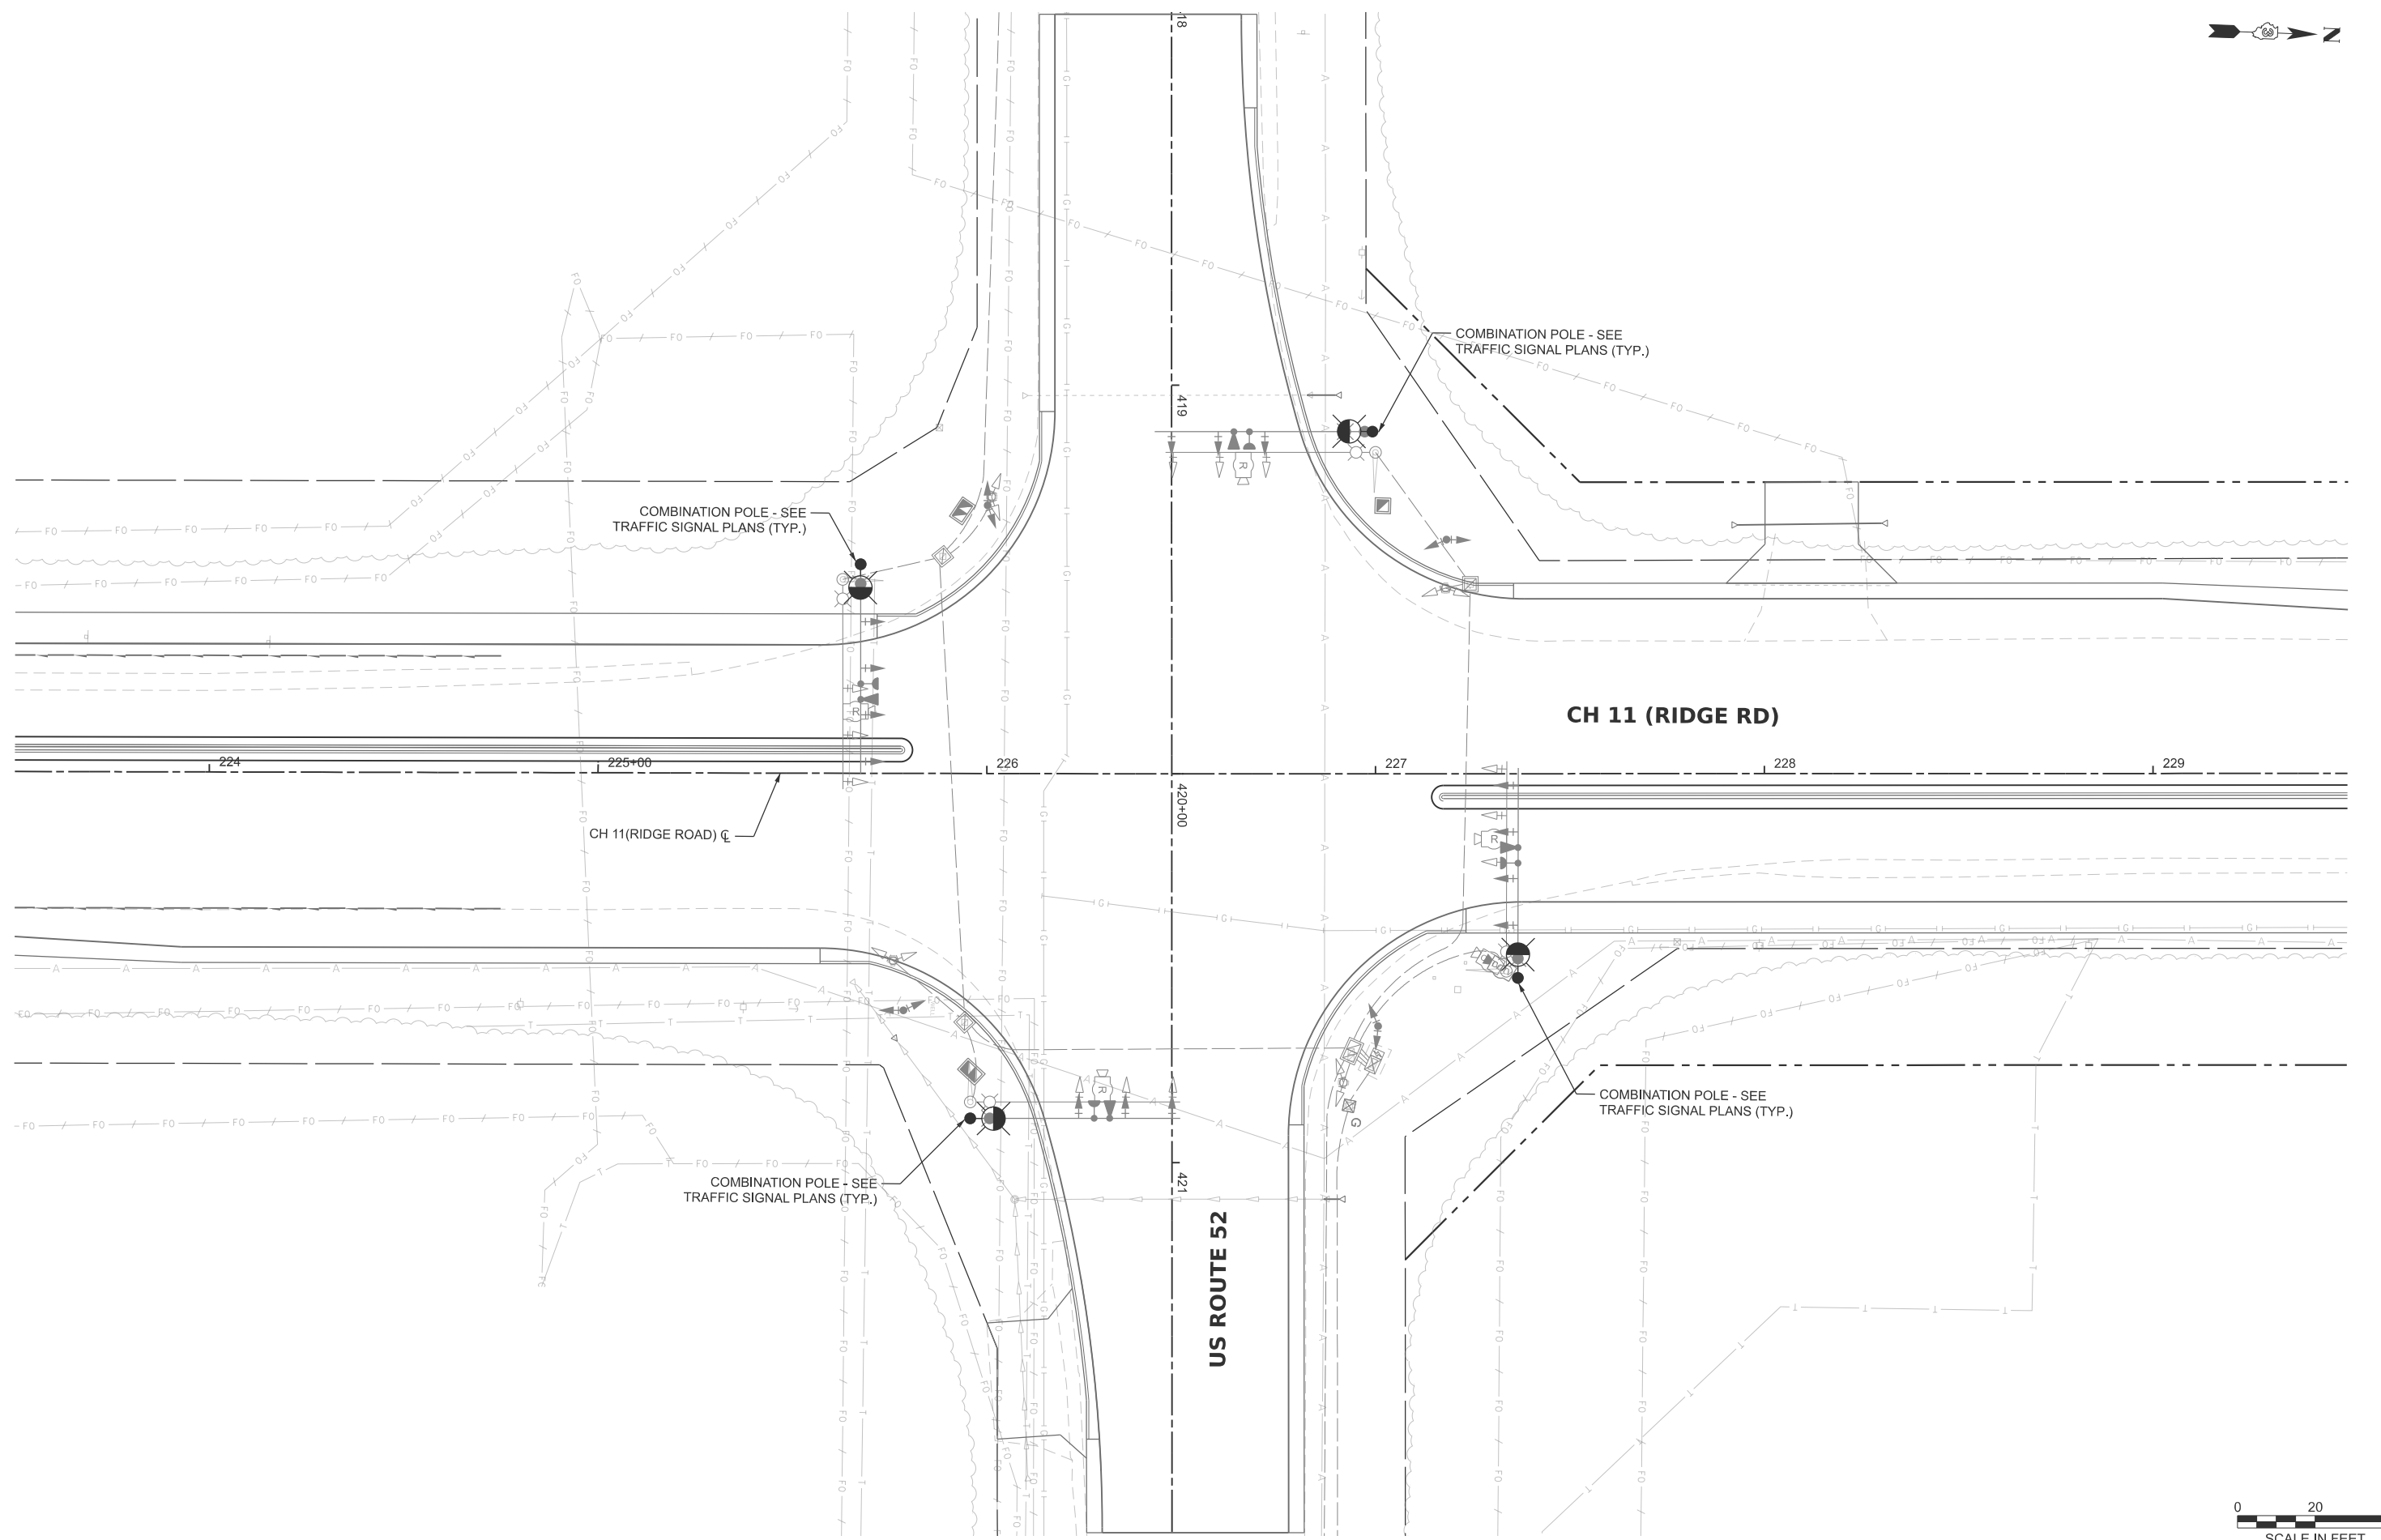 18
N
COMBINATION POLE - SEE
TRAFFIC SIGNAL PLANS (TYP.)
419
COMBINATION POLE - SEE
TRAFFIC SIGNAL PLANS (TYP.)
R
R
CH 11 (RIDGE RD)
224
225+00
226
227
228
229
420+00
CH 11(RIDGE ROAD) ℄
R
R
G
COMBINATION POLE - SEE
TRAFFIC SIGNAL PLANS (TYP.)
COMBINATION POLE - SEE
TRAFFIC SIGNAL PLANS (TYP.)
421
US ROUTE 52
0 20
SCALE IN FEET